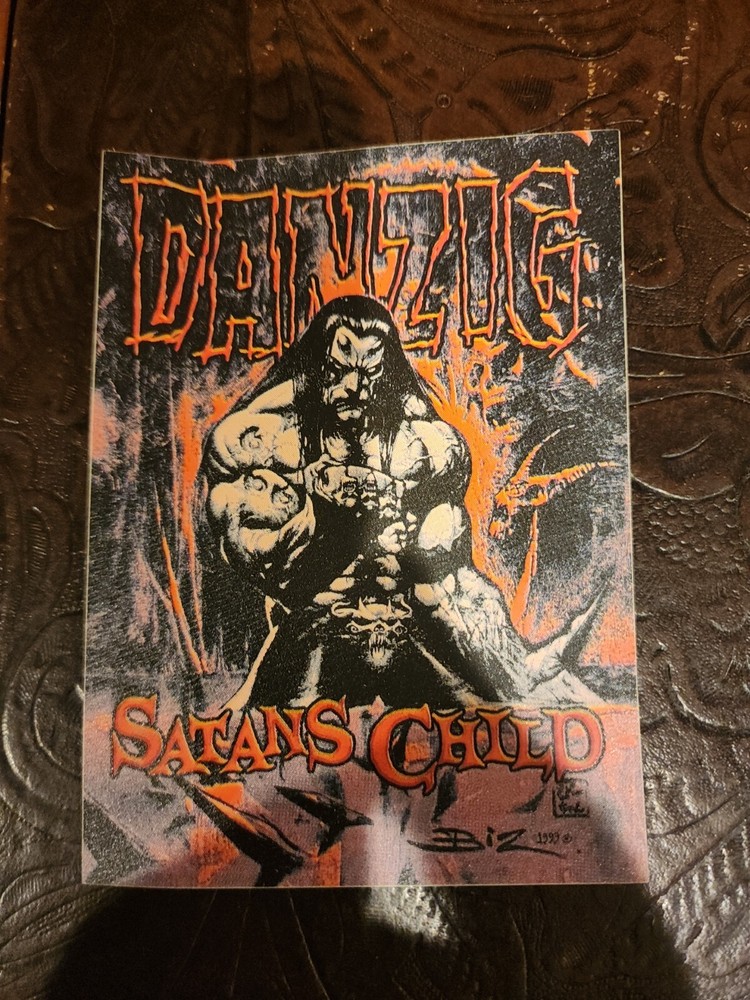 DANZIG
SATANS CHILD
BiZ 1999